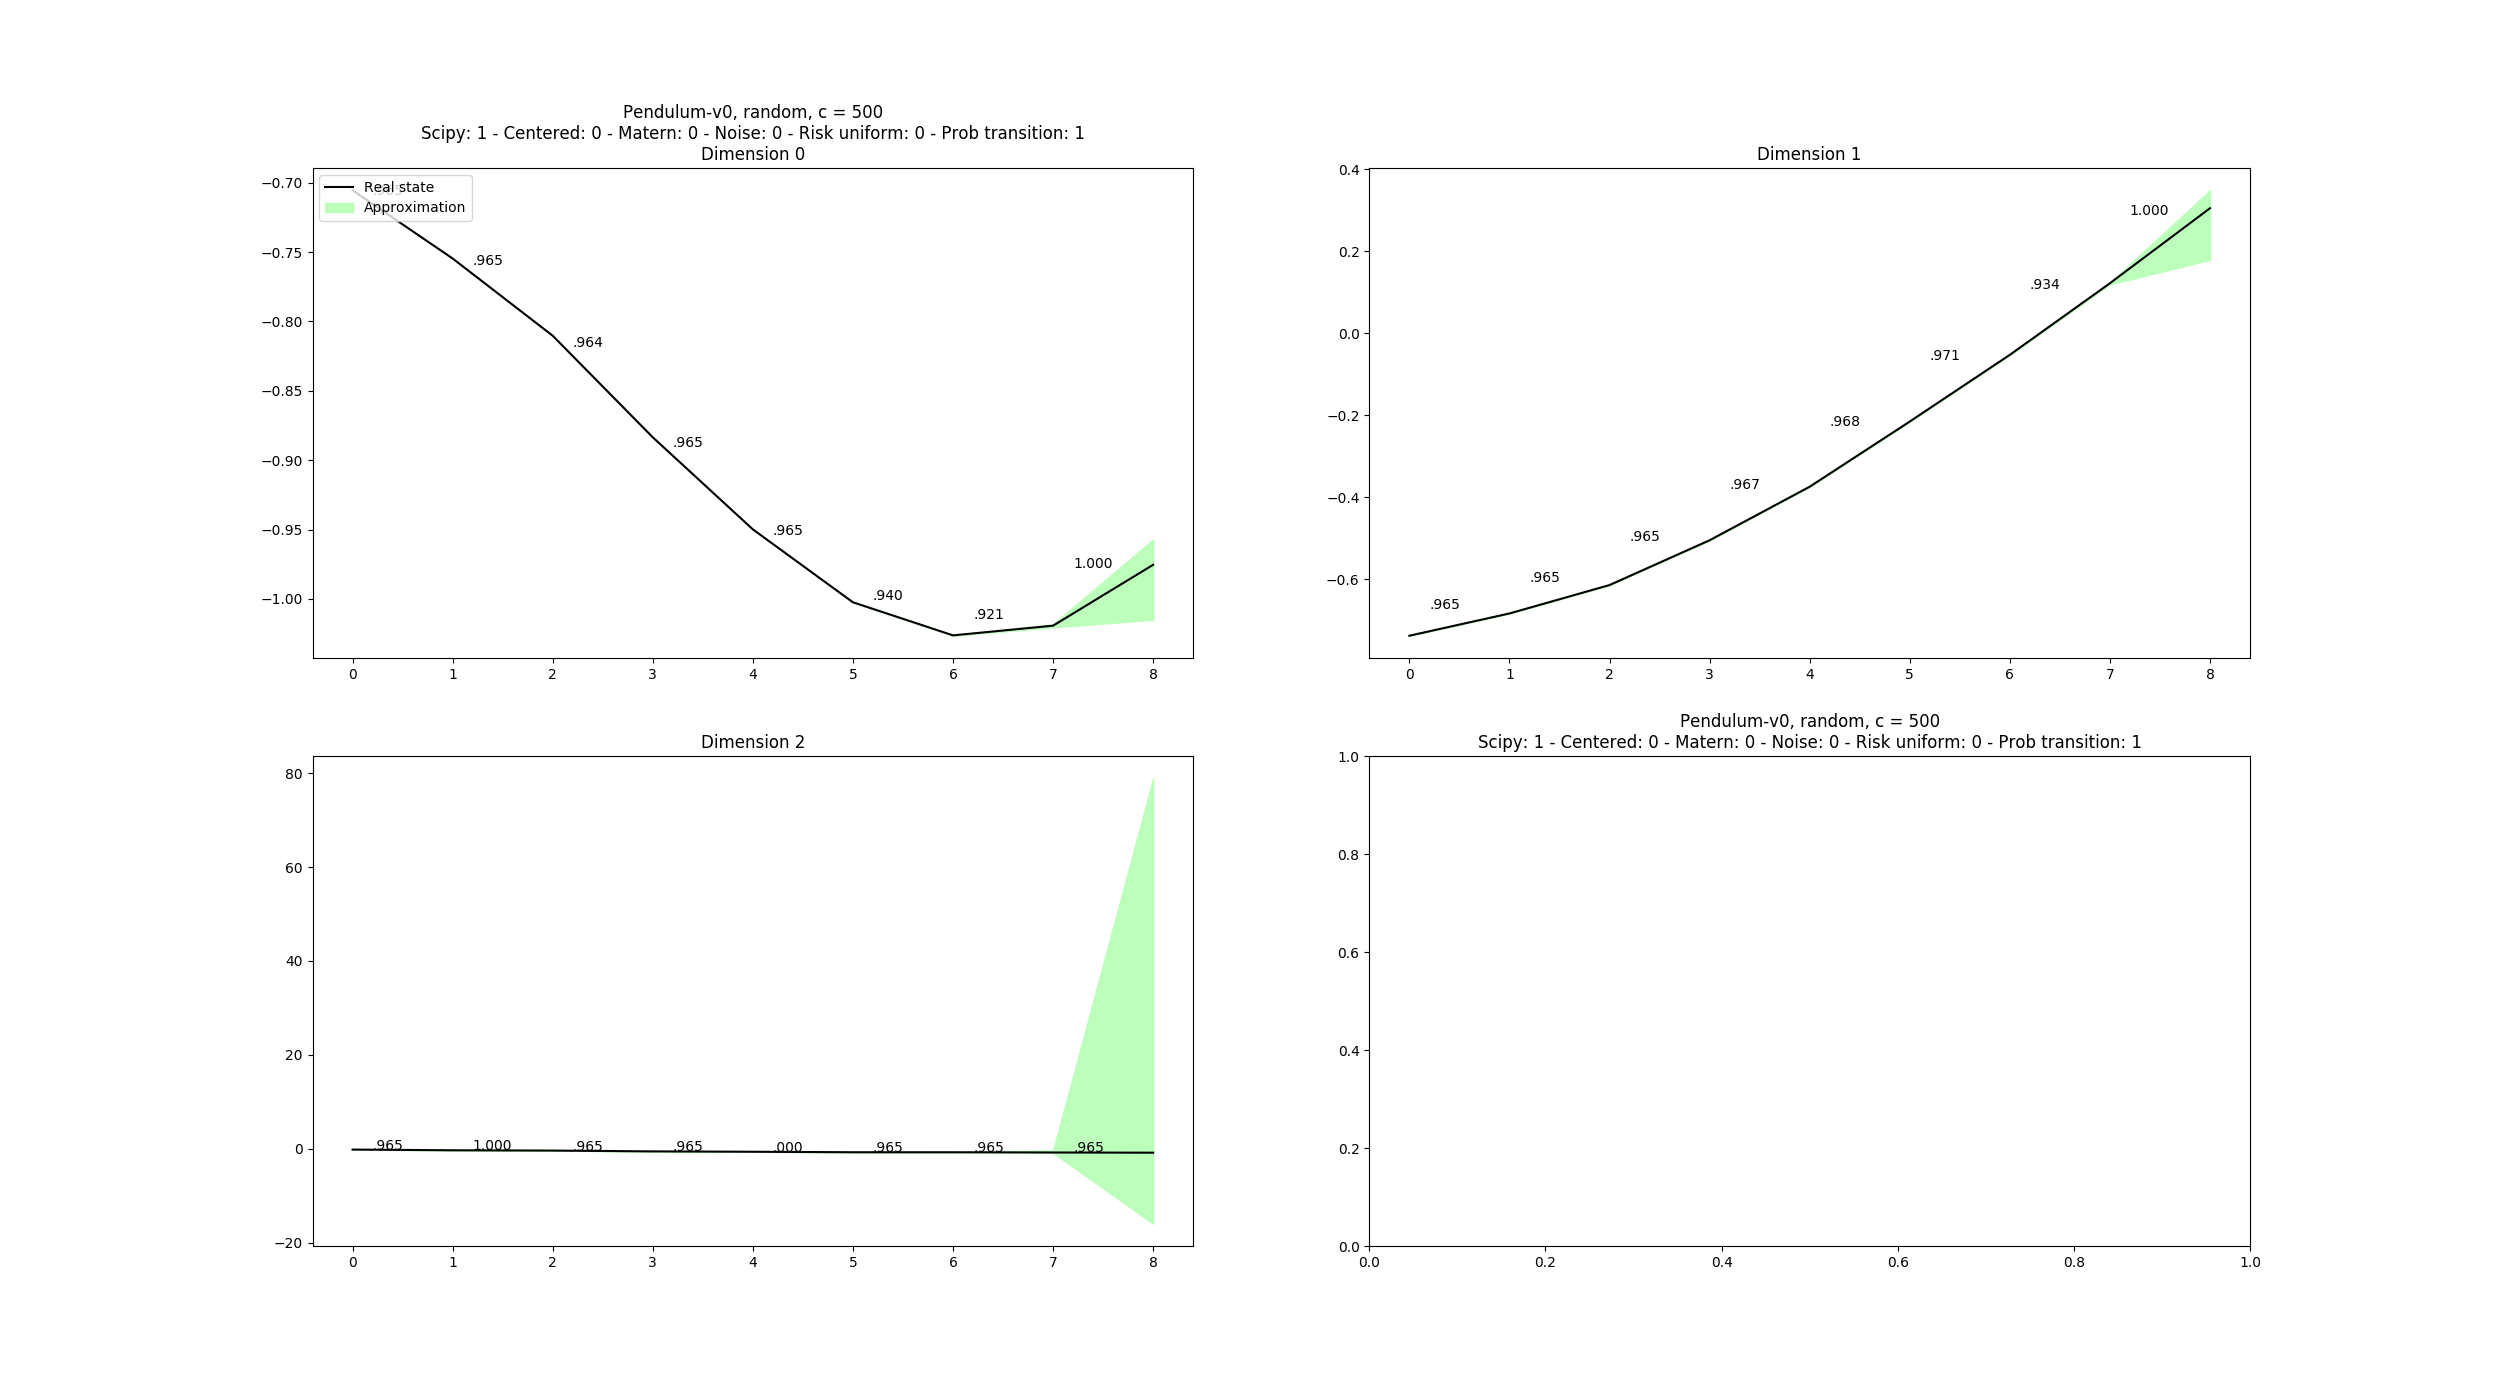 Pendulum-v0, random, c = 500
Scipy: 1 - Centered: 0 - Matern: 0 - Noise: 0 - Risk uniform: 0 - Prob transition: 1
Dimension 0
Real state
Approximation
−0.70
−0.75
−0.80
−0.85
−0.90
−0.95
−1.00
.965
.964
.965
.965
.940
.921
1.000
0 1 2 3 4 5 6 7 8
Dimension 1
0.4
0.2
0.0
−0.2
−0.4
−0.6
.965
.965
.965
.967
.968
.971
.934
1.000
0 1 2 3 4 5 6 7 8
Dimension 2
80
60
40
20
0
−20
.965 1.000 .965 .965 .000 .965 .965 .965
0 1 2 3 4 5 6 7 8
Pendulum-v0, random, c = 500
Scipy: 1 - Centered: 0 - Matern: 0 - Noise: 0 - Risk uniform: 0 - Prob transition: 1
1.0
0.8
0.6
0.4
0.2
0.0
0.0 0.2 0.4 0.6 0.8 1.0